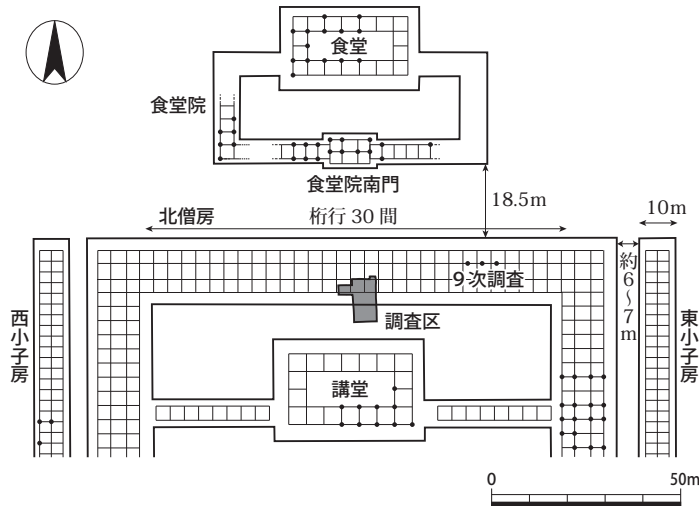 食堂
食堂院
食堂院南門
18.5m
北僧房
桁行 30 間
10m
9次調査
約6〜7m
西小子房
調査区
東小子房
講堂
0
50m